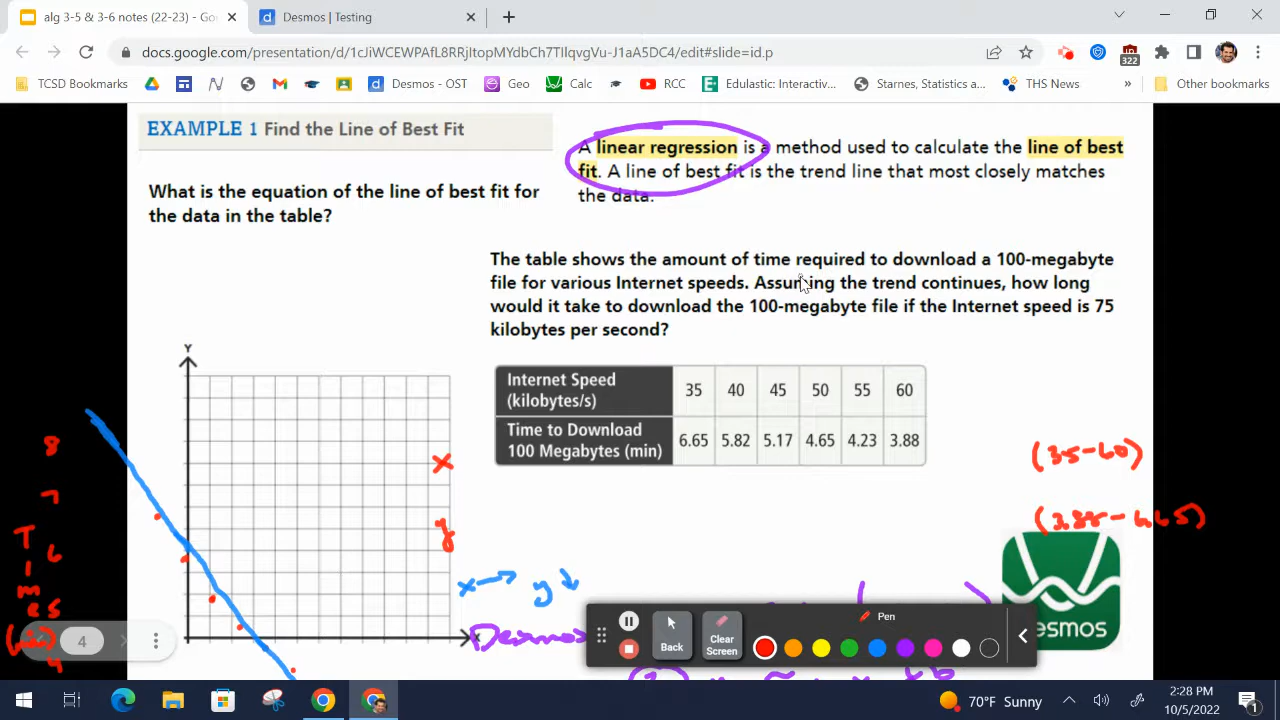 alg 3-5 & 3-6 notes (22-23) - Go
Desmos | Testing
docs.google.com/presentation/d/1cJiWCEWPAfL8RRjItopMYdbCh7TllqvgVu-J1aA5DC4/edit#slide=id.p
322
TCSD Bookmarks
Desmos - OST
Geo
Calc
RCC
Edulastic: Interactiv...
Starnes, Statistics a...
THS News
»
Other bookmarks
EXAMPLE 1 Find the Line of Best Fit
What is the equation of the line of best fit for
the data in the table?
A linear regression is a method used to calculate the line of best
fit. A line of best fit is the trend line that most closely matches
the data.
The table shows the amount of time required to download a 100-megabyte
file for various Internet speeds. Assuming the trend continues, how long
would it take to download the 100-megabyte file if the Internet speed is 75
kilobytes per second?
Internet Speed
(kilobytes/s)
35 40 45 50 55 60
Time to Download
100 Megabytes (min)
6.65 5.82 5.17 4.65 4.23 3.88
Y
X
x
y
8
7
6
5
4
Time
(min)
(35-60)
(3.88-6.65)
x → y ↓
Desmos
esmos
4
Pen
Back
Clear
Screen
70°F Sunny
2:28 PM
10/5/2022
1